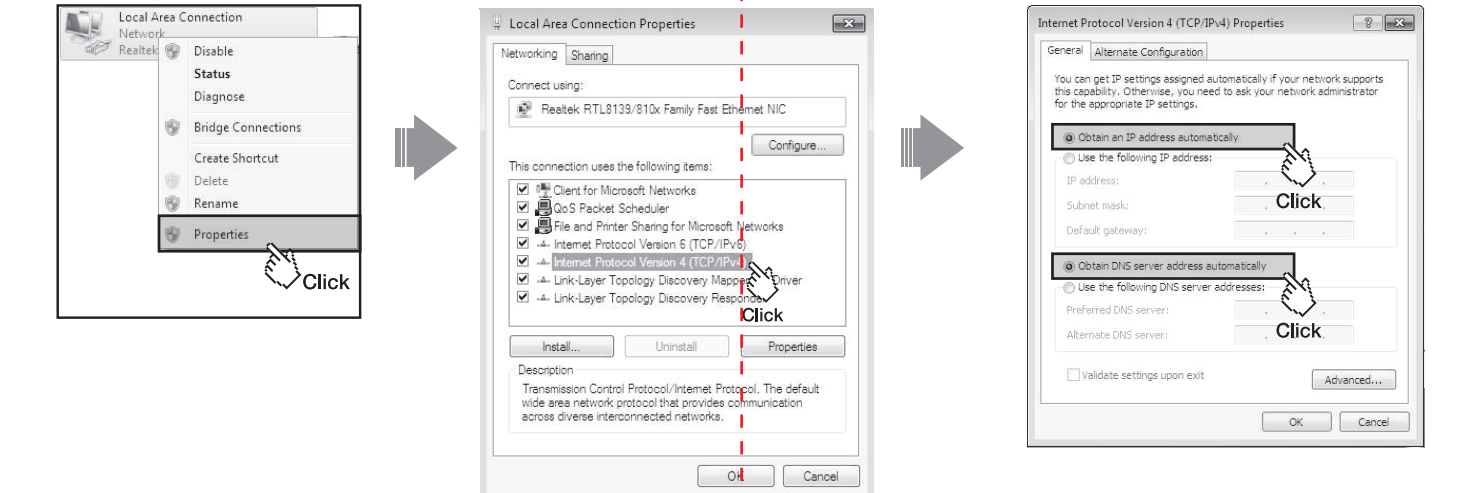 Local Area Connection
Network
Realtek
Disable
Status
Diagnose
Bridge Connections
Create Shortcut
Delete
Rename
Properties
Click
Local Area Connection Properties
Networking
Sharing
Connect using:
Realtek RTL8139/810x Family Fast Ethernet NIC
Configure...
This connection uses the following items:
Client for Microsoft Networks
QoS Packet Scheduler
File and Printer Sharing for Microsoft Networks
Internet Protocol Version 6 (TCP/IPv6)
Internet Protocol Version 4 (TCP/IPv4)
Link-Layer Topology Discovery Mapper Driver
Link-Layer Topology Discovery Responder
Click
Install...
Uninstall
Properties
Description
Transmission Control Protocol/Internet Protocol. The default
wide area network protocol that provides communication
across diverse interconnected networks.
OK
Cancel
Internet Protocol Version 4 (TCP/IPv4) Properties
General
Alternate Configuration
You can get IP settings assigned automatically if your network supports
this capability. Otherwise, you need to ask your network administrator
for the appropriate IP settings.
Obtain an IP address automatically
Use the following IP address:
IP address:
Subnet mask:
Click
Default gateway:
Obtain DNS server address automatically
Use the following DNS server addresses:
Preferred DNS server:
Alternate DNS server:
Click
Validate settings upon exit
Advanced...
OK
Cancel